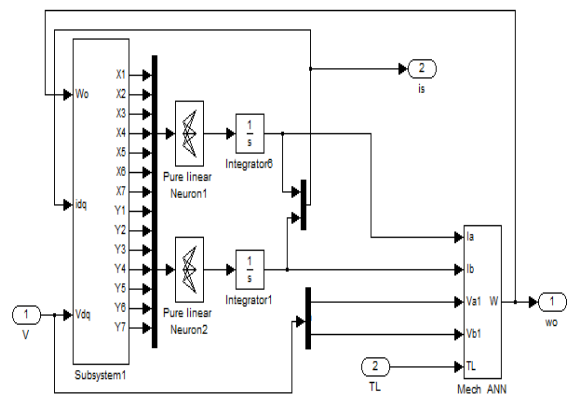 Wo
idq
Vdq
X1
X2
X3
X4
X5
X6
X7
Y1
Y2
Y3
Y4
Y5
Y6
Y7
Subsystem1
1
V
Pure linear
Neuron1
1
s
Integrator6
Pure linear
Neuron2
1
s
Integrator1
2
is
Ia
Ib
Va1
Vb1
TL
W
Mech ANN
1
wo
2
TL